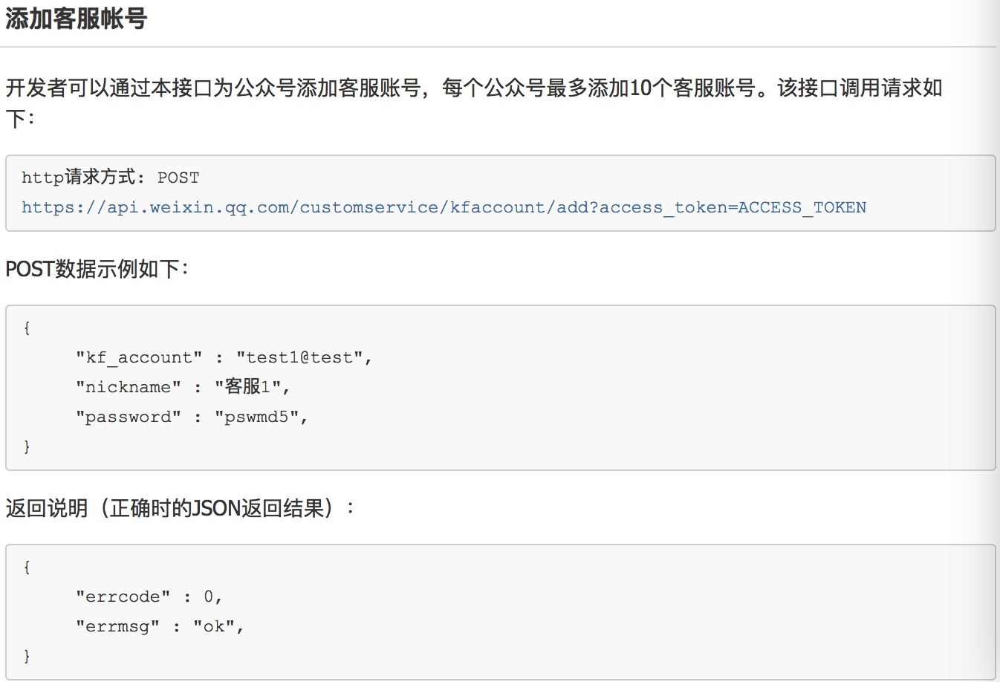 添加客服帐号
开发者可以通过本接口为公众号添加客服账号，每个公众号最多添加10个客服账号。该接口调用请求如
下：
http请求方式: POST
https://api.weixin.qq.com/customservice/kfaccount/add?access_token=ACCESS_TOKEN
POST数据示例如下：
{
"kf_account" : "test1@test",
"nickname" : "客服1",
"password" : "pswmd5",
}
返回说明（正确时的JSON返回结果）：
{
"errcode" : 0,
"errmsg" : "ok",
}